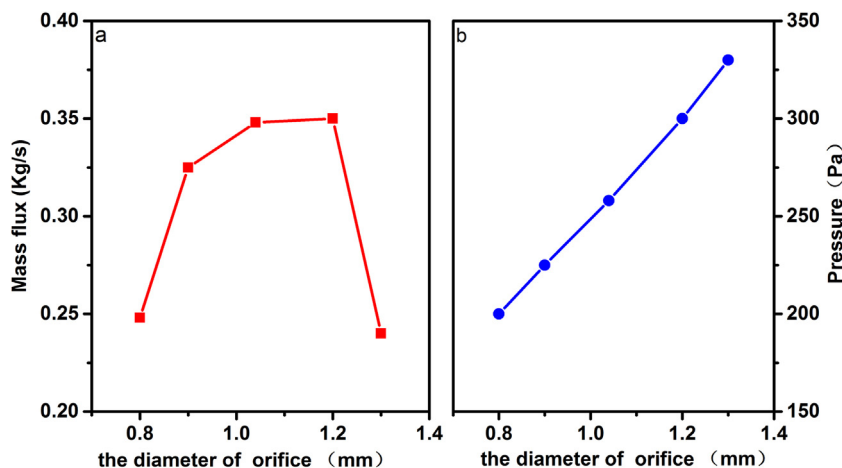 a
0.40
0.35
0.30
0.25
0.20
Mass flux (Kg/s)
0.8 1.0 1.2 1.4
the diameter of orifice （mm）
b
350
300
250
200
150
Pressure（Pa）
0.8 1.0 1.2 1.4
the diameter of orifice （mm）